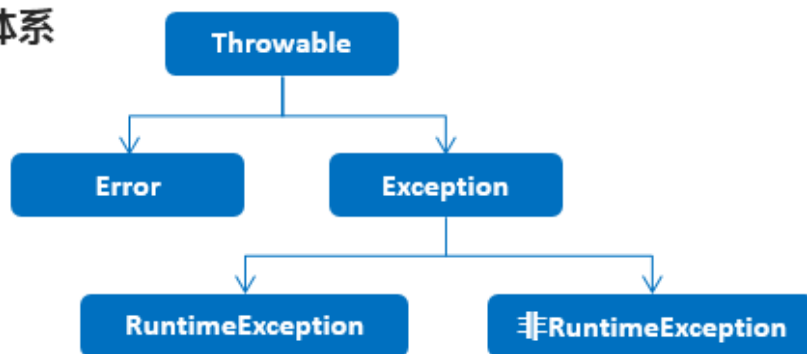 体系
Throwable
Error
Exception
RuntimeException
非RuntimeException